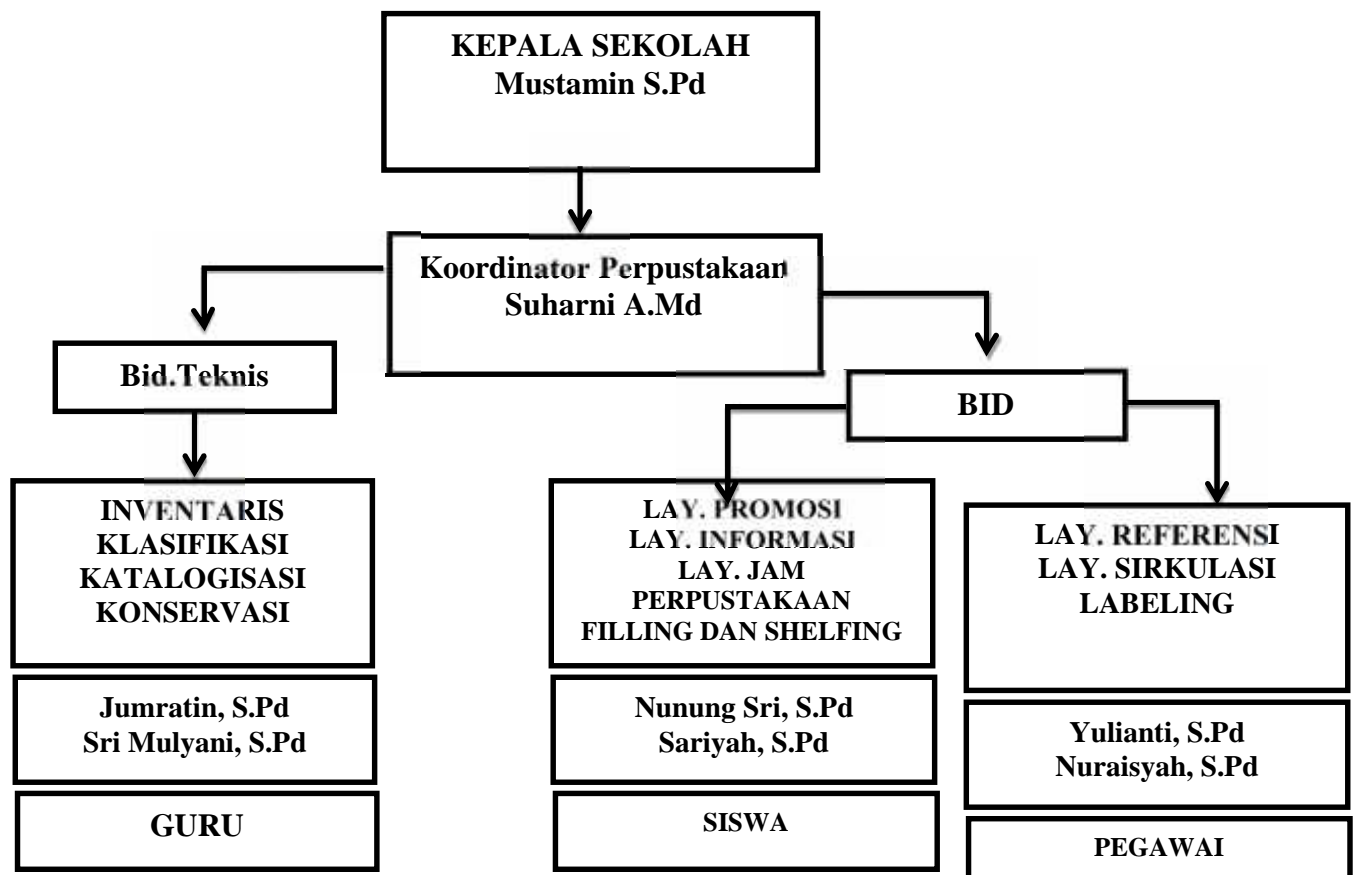 KEPALA SEKOLAH
Mustamin S.Pd
Koordinator Perpustakaan
Suharni A.Md
Bid.Teknis
BID
INVENTARIS
KLASIFIKASI
KATALOGISASI
KONSERVASI
Jumratin, S.Pd
Sri Mulyani, S.Pd
GURU
LAY. PROMOSI
LAY. INFORMASI
LAY. JAM
PERPUSTAKAAN
FILLING DAN SHELFING
Nunung Sri, S.Pd
Sariyah, S.Pd
SISWA
LAY. REFERENSI
LAY. SIRKULASI
LABELING
Yulianti, S.Pd
Nuraisyah, S.Pd
PEGAWAI